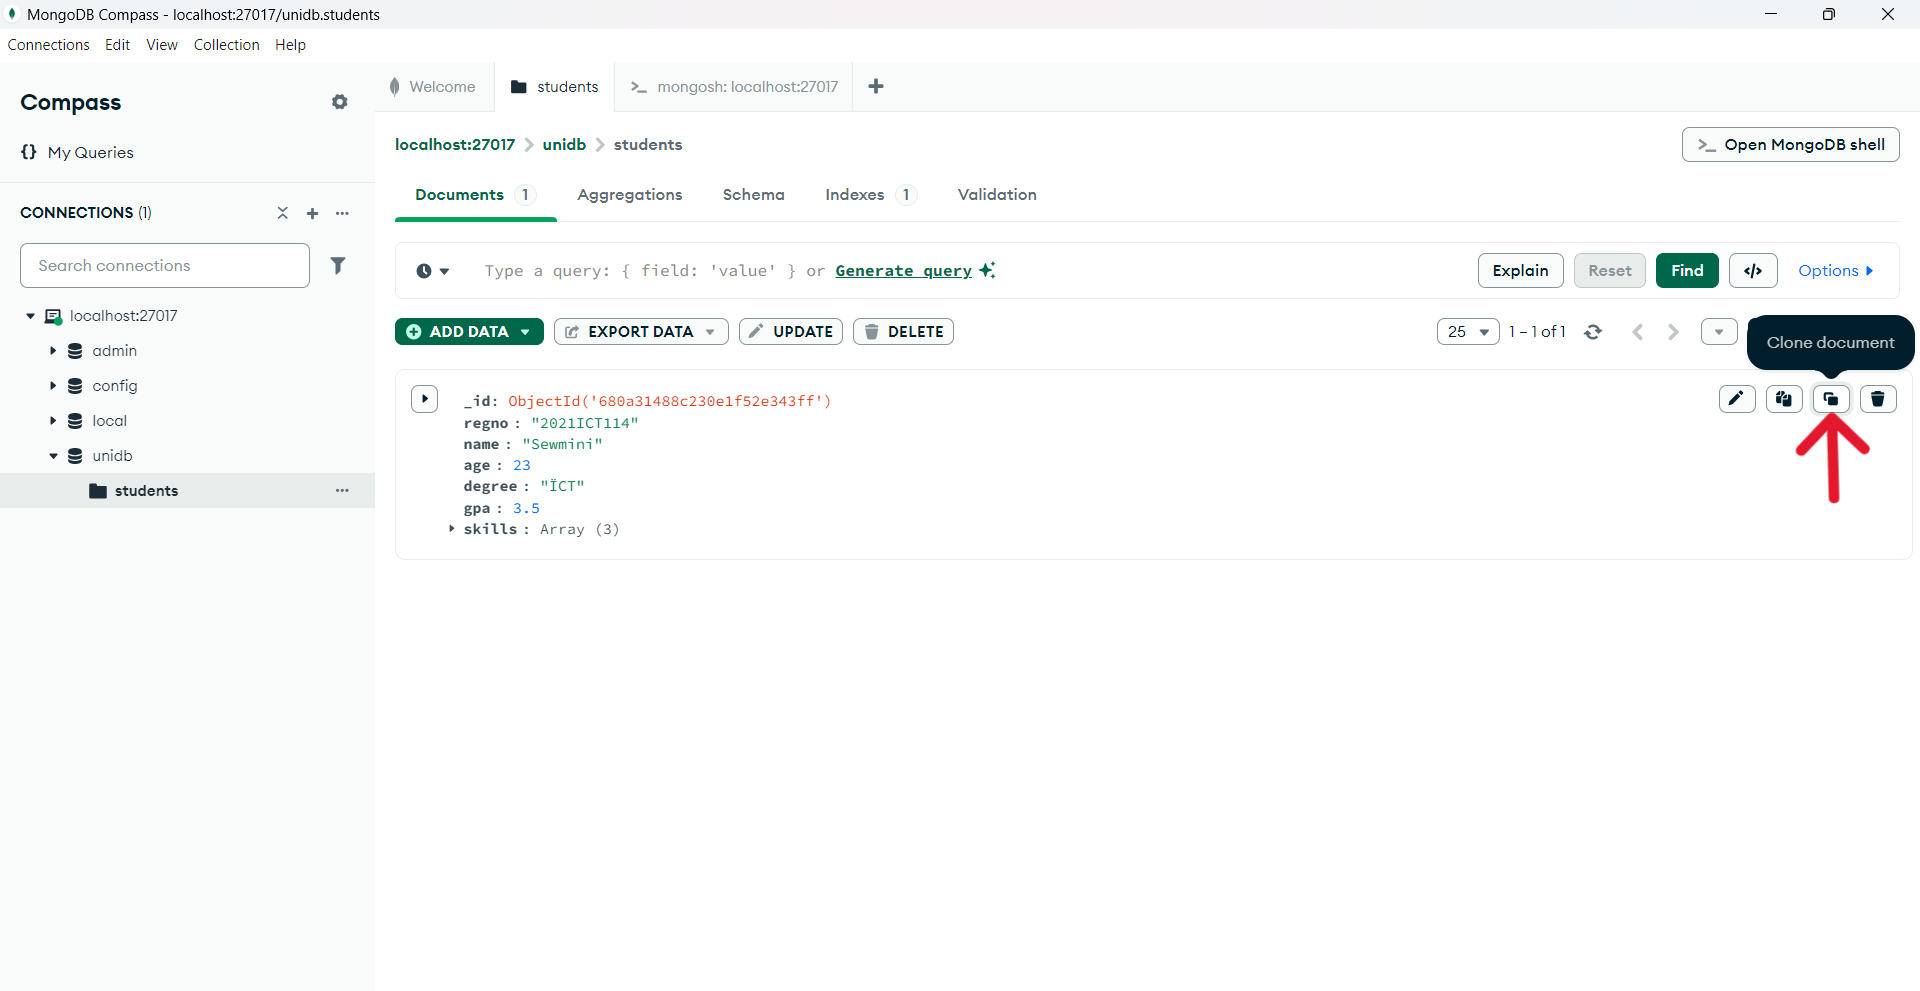 MongoDB Compass - localhost:27017/unidb.students
Connections Edit View Collection Help
Compass
{} My Queries
CONNECTIONS (1)
Search connections
localhost:27017
admin
config
local
unidb
students
Welcome
students
>_ mongosh: localhost:27017
localhost:27017 > unidb > students
>_ Open MongoDB shell
Documents 1 Aggregations Schema Indexes 1 Validation
Type a query: { field: 'value' } or Generate query
Explain Reset Find </> Options
ADD DATA EXPORT DATA UPDATE DELETE
25 1 – 1 of 1
Clone document
_id: ObjectId('680a31488c230e1f52e343ff')
regno : "2021ICT114"
name : "Sewmini"
age : 23
degree : "ÏCT"
gpa : 3.5
skills : Array (3)